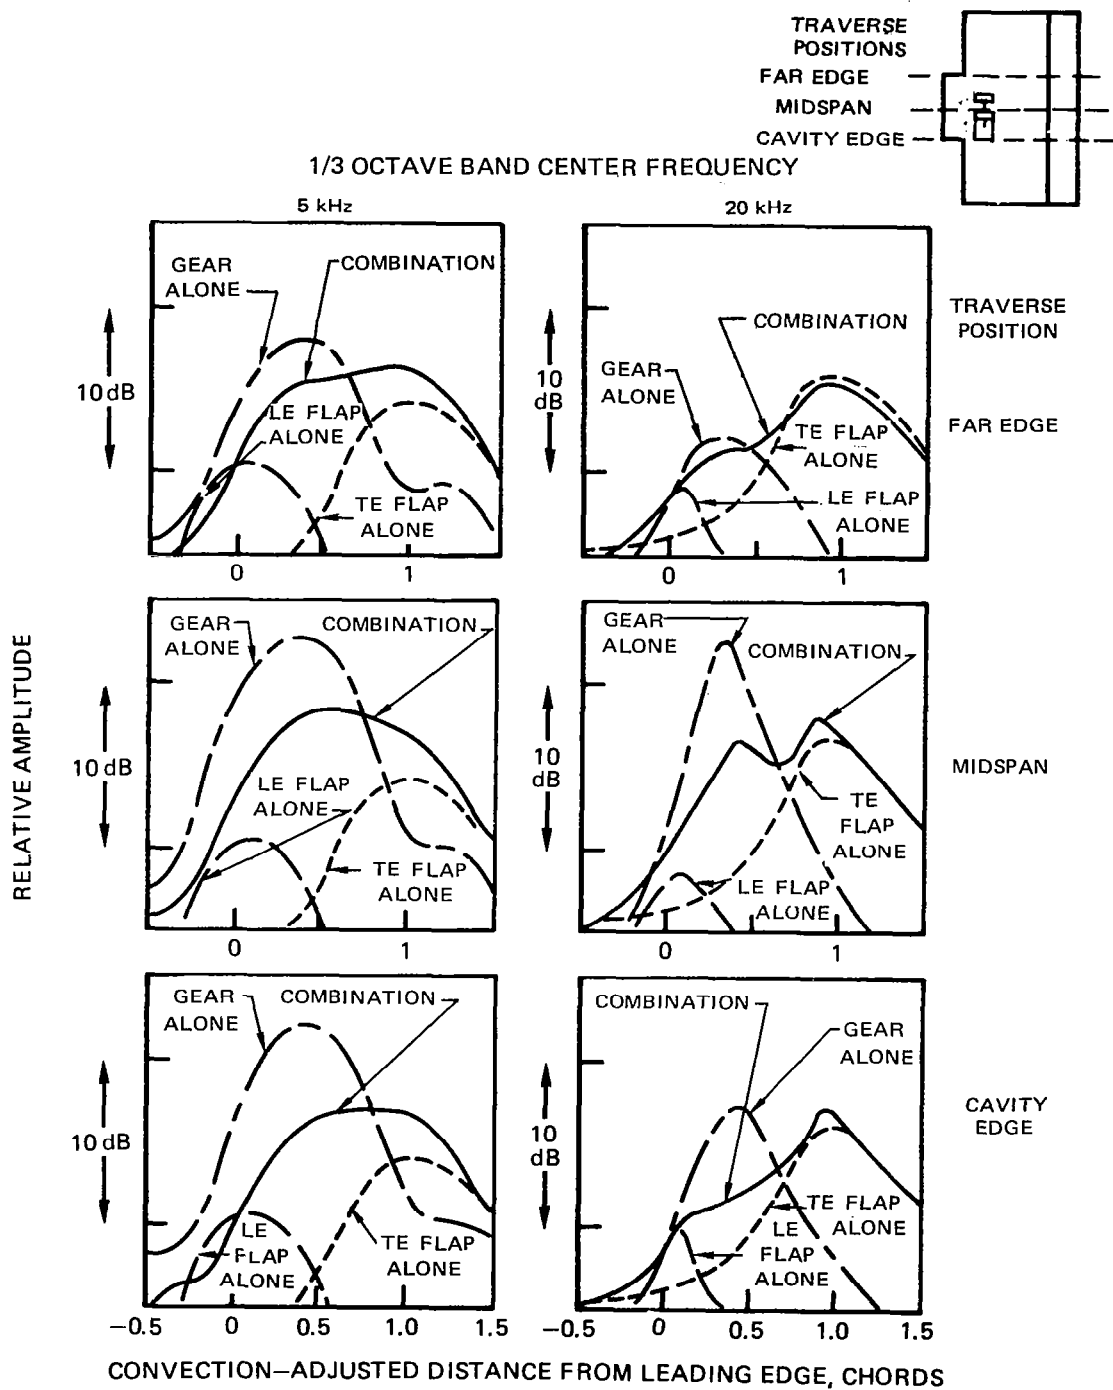 TRAVERSE
POSITIONS
FAR EDGE
MIDSPAN
CAVITY EDGE
1/3 OCTAVE BAND CENTER FREQUENCY
5 kHz
20 kHz
GEAR
ALONE
COMBINATION
10 dB
LE FLAP
ALONE
TE FLAP
ALONE
0
1
COMBINATION
GEAR
ALONE
10
dB
TE FLAP
ALONE
LE FLAP
ALONE
0
1
TRAVERSE
POSITION
FAR EDGE
RELATIVE AMPLITUDE
GEAR
ALONE
COMBINATION
10 dB
LE FLAP
ALONE
TE FLAP
ALONE
0
1
GEAR
ALONE
COMBINATION
10
dB
TE
FLAP
ALONE
LE FLAP
ALONE
0
1
MIDSPAN
GEAR
ALONE
COMBINATION
10 dB
LE
FLAP
ALONE
TE FLAP
ALONE
−0.5
0
0.5
1.0
1.5
COMBINATION
GEAR
ALONE
10
dB
TE FLAP
ALONE
LE
FLAP
ALONE
−0.5
0
0.5
1.0
1.5
CAVITY
EDGE
CONVECTION−ADJUSTED DISTANCE FROM LEADING EDGE, CHORDS